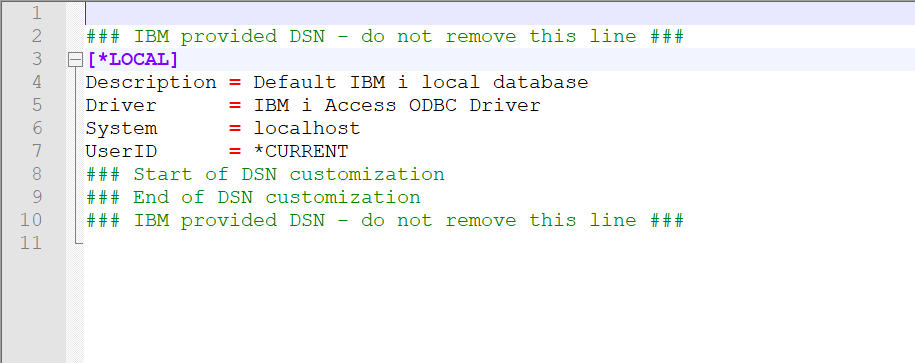 1
2 ### IBM provided DSN - do not remove this line ###
3 [*LOCAL]
4 Description = Default IBM i local database
5 Driver      = IBM i Access ODBC Driver
6 System      = localhost
7 UserID      = *CURRENT
8 ### Start of DSN customization
9 ### End of DSN customization
10 ### IBM provided DSN - do not remove this line ###
11